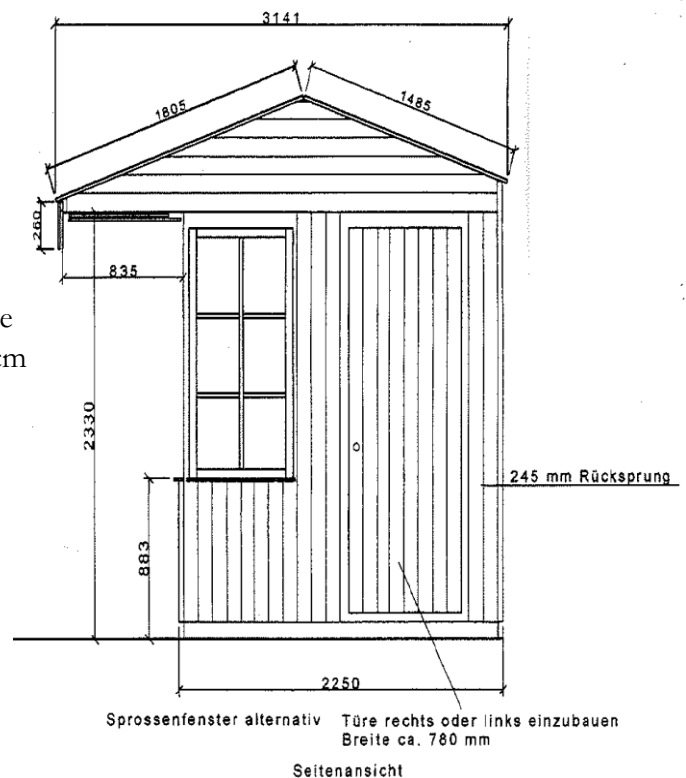 3141
1805
1485
260
835
e
cm
2330
245 mm Rücksprung
883
2250
Sprossenfenster alternativ
Türe rechts oder links einzubauen
Breite ca. 780 mm
Seitenansicht